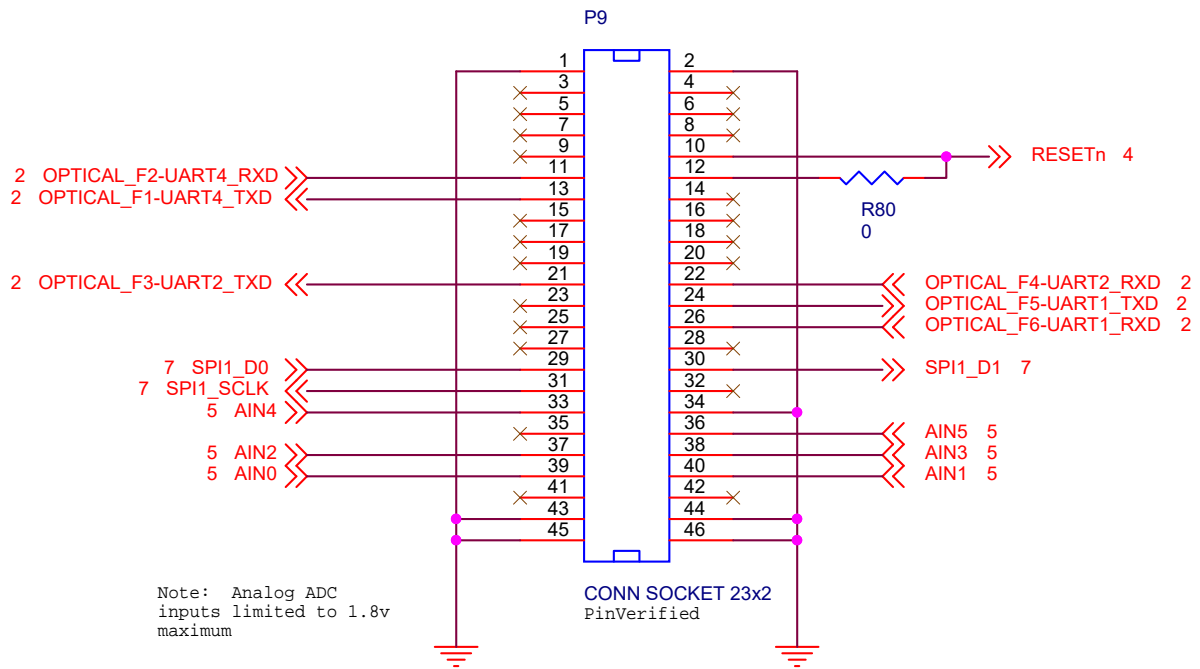 P9
1 2
3 4
5 6
7 8
9 10 RESETn 4
2 OPTICAL_F2-UART4_RXD 11 12
2 OPTICAL_F1-UART4_TXD 13 14
R80
15 16
0
17 18
19 20
2 OPTICAL_F3-UART2_TXD 21 22 OPTICAL_F4-UART2_RXD 2
23 24 OPTICAL_F5-UART1_TXD 2
25 26 OPTICAL_F6-UART1_RXD 2
27 28
7 SPI1_D0 29 30 SPI1_D1 7
7 SPI1_SCLK 31 32
5 AIN4 33 34
35 36 AIN5 5
5 AIN2 37 38 AIN3 5
5 AIN0 39 40 AIN1 5
41 42
43 44
45 46
Note: Analog ADC
inputs limited to 1.8v
maximum
CONN SOCKET 23x2
PinVerified